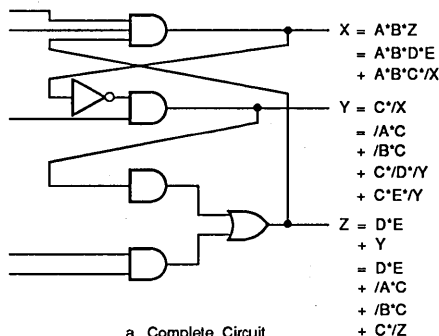 X = A*B*Z
= A*B*D*E
+ A*B*C*/X
Y = C*/X
= /A*C
+ /B*C
+ C*/D*/Y
+ C*E*/Y
Z = D*E
+ Y
= D*E
+ /A*C
+ /B*C
+ C*/Z
a. Complete Circuit